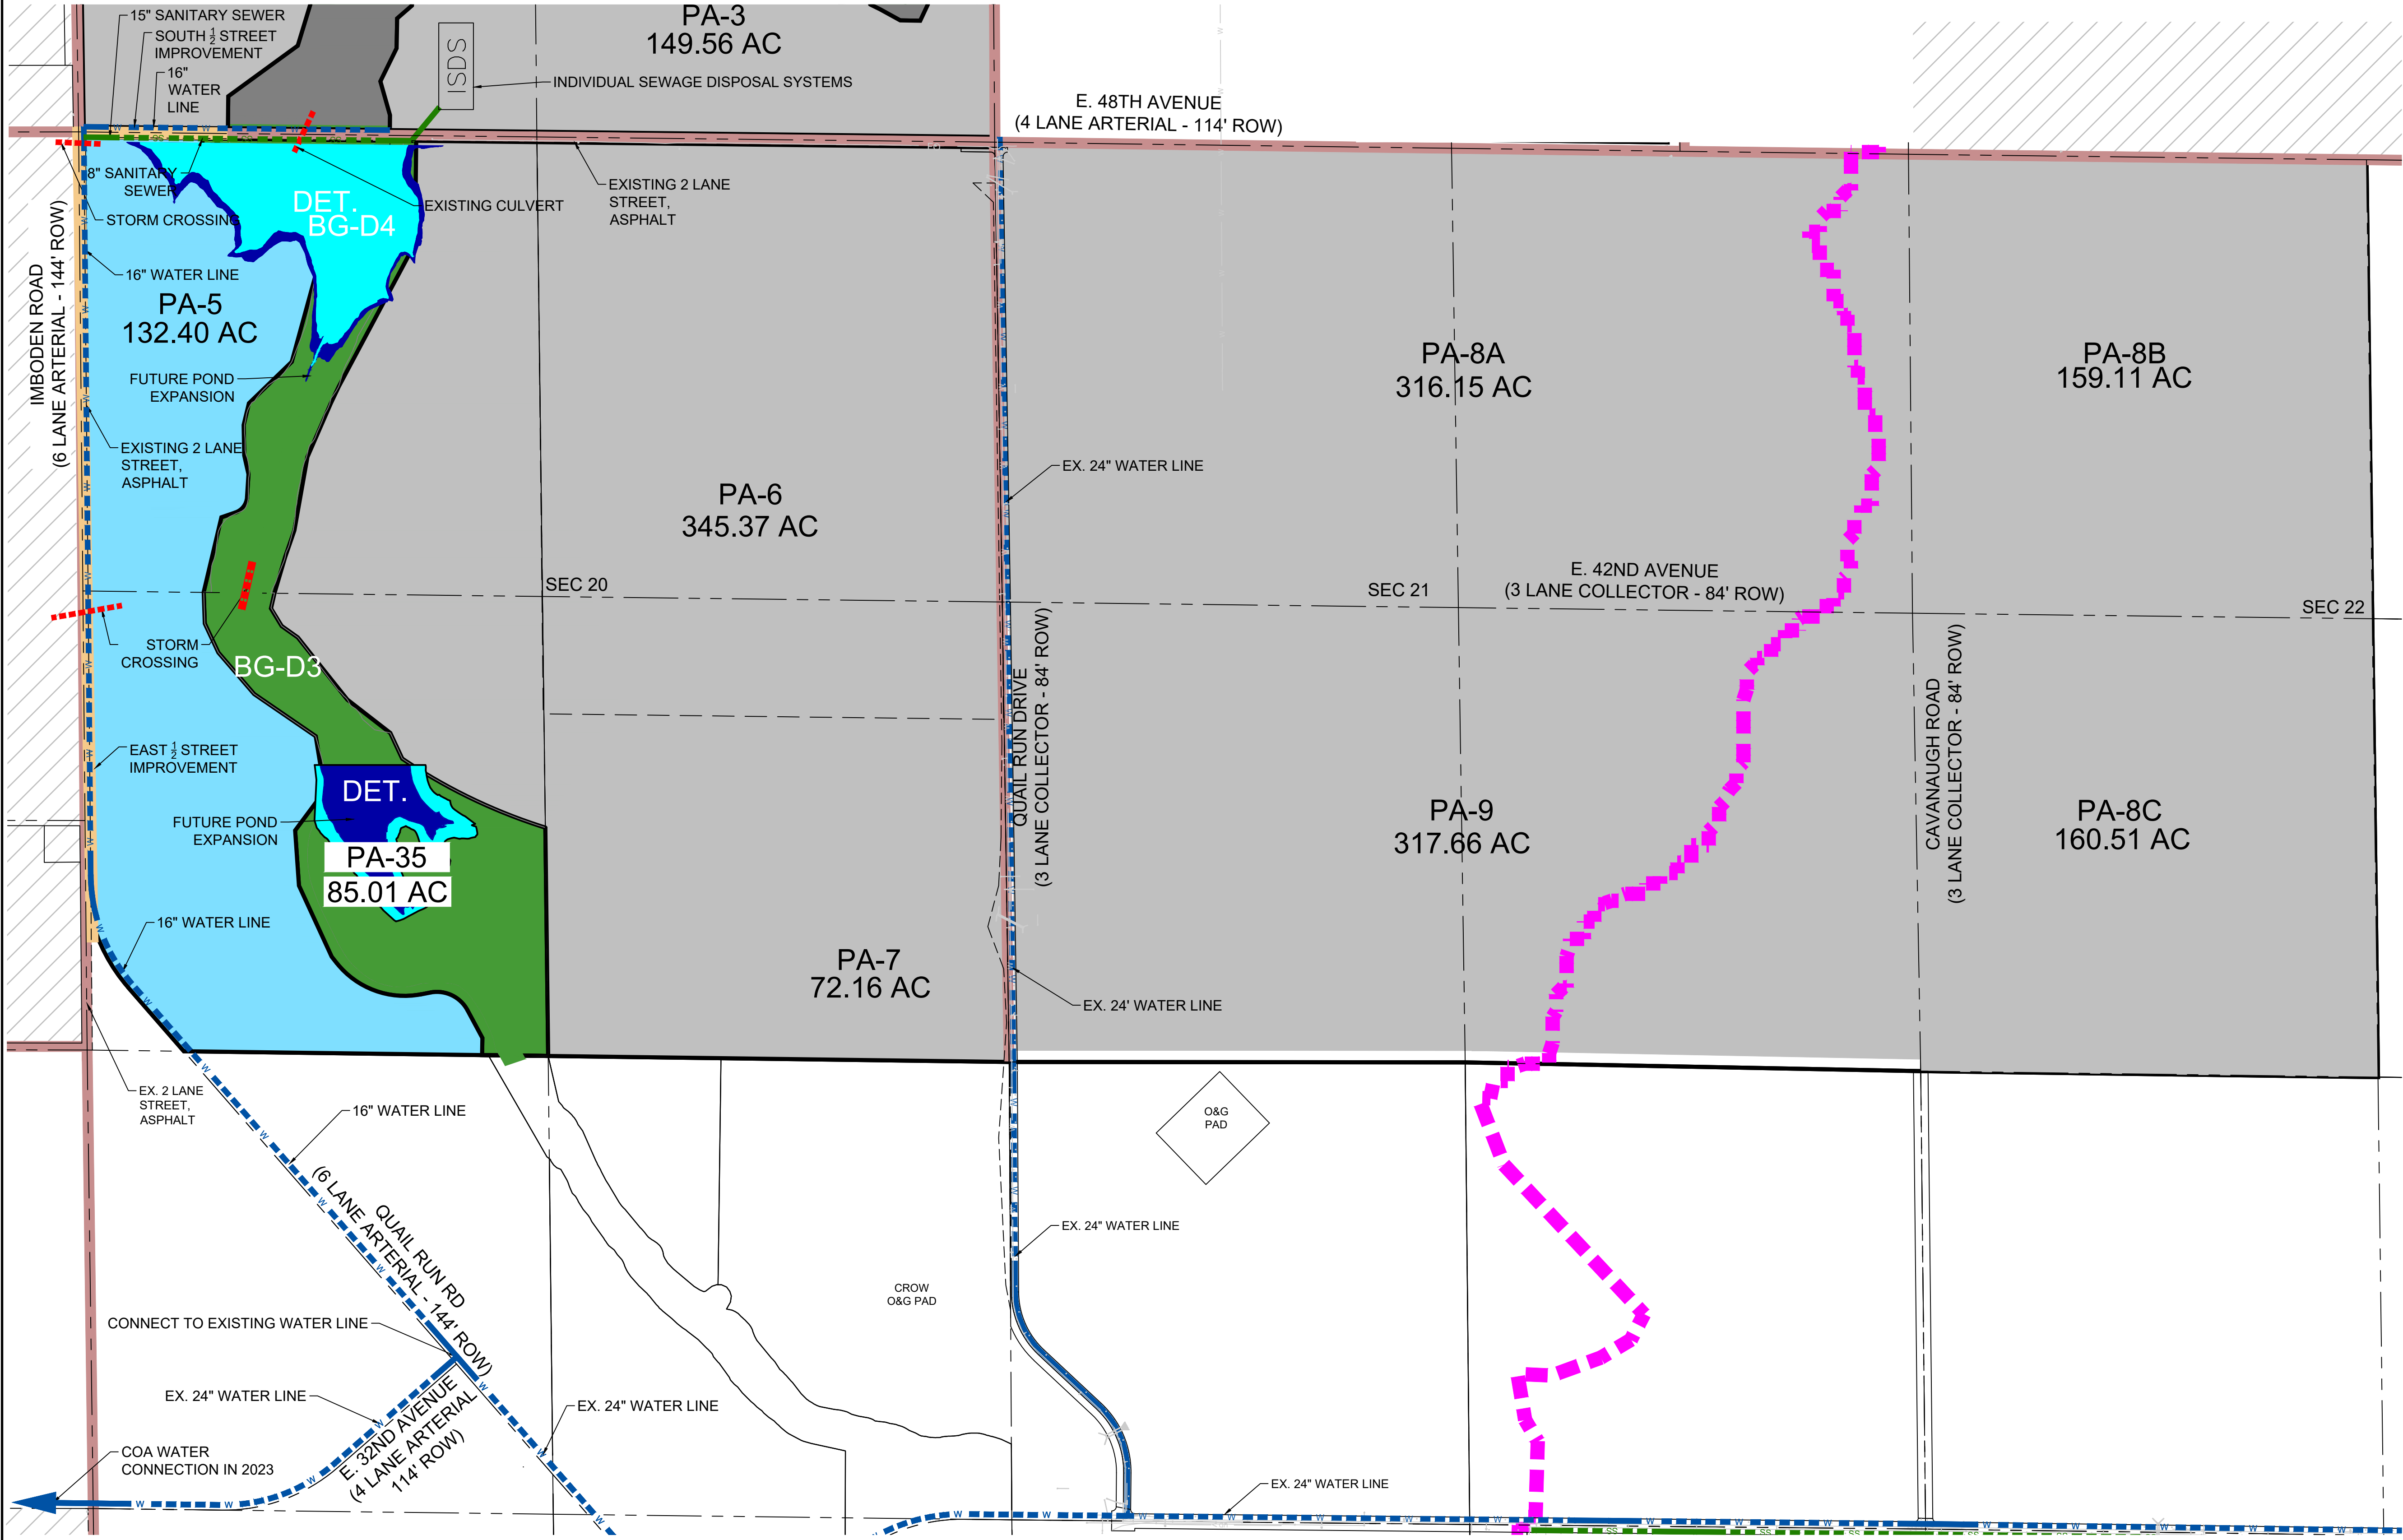 15" SANITARY SEWER
SOUTH ½ STREET
IMPROVEMENT
16"
WATER
LINE
ISDS
INDIVIDUAL SEWAGE DISPOSAL SYSTEMS
PA-3
149.56 AC
E. 48TH AVENUE
(4 LANE ARTERIAL - 114' ROW)
8" SANITARY
SEWER
STORM CROSSING
DET.
BG-D4
EXISTING CULVERT
EXISTING 2 LANE
STREET,
ASPHALT
IMBODEN ROAD
(6 LANE ARTERIAL - 144' ROW)
16" WATER LINE
PA-5
132.40 AC
FUTURE POND
EXPANSION
EXISTING 2 LANE
STREET,
ASPHALT
PA-6
345.37 AC
EX. 24" WATER LINE
PA-8A
316.15 AC
PA-8B
159.11 AC
SEC 20
SEC 21
E. 42ND AVENUE
(3 LANE COLLECTOR - 84' ROW)
SEC 22
STORM
CROSSING
BG-D3
QUAIL RUN DRIVE
(3 LANE COLLECTOR - 84' ROW)
CAVANAUGH ROAD
(3 LANE COLLECTOR - 84' ROW)
EAST ½ STREET
IMPROVEMENT
DET.
FUTURE POND
EXPANSION
PA-35
85.01 AC
PA-9
317.66 AC
PA-8C
160.51 AC
16" WATER LINE
PA-7
72.16 AC
EX. 24' WATER LINE
EX. 2 LANE
STREET,
ASPHALT
16" WATER LINE
O&G
PAD
QUAIL RUN RD
(6 LANE ARTERIAL - 144' ROW)
EX. 24" WATER LINE
CROW
O&G PAD
CONNECT TO EXISTING WATER LINE
EX. 24" WATER LINE
E. 32ND AVENUE
(4 LANE ARTERIAL
114' ROW)
EX. 24" WATER LINE
COA WATER
CONNECTION IN 2023
EX. 24" WATER LINE